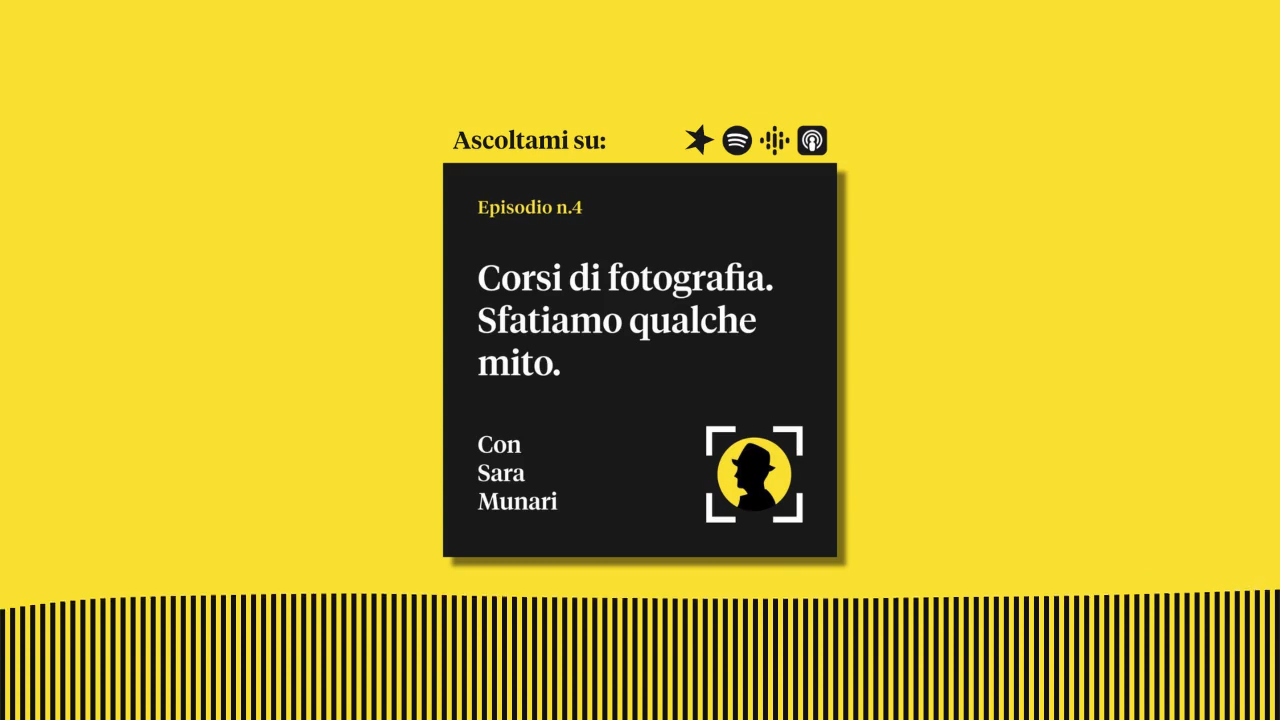 Ascoltami su:
Episodio n.4
Corsi di fotografia.
Sfatiamo qualche
mito.
Con
Sara
Munari